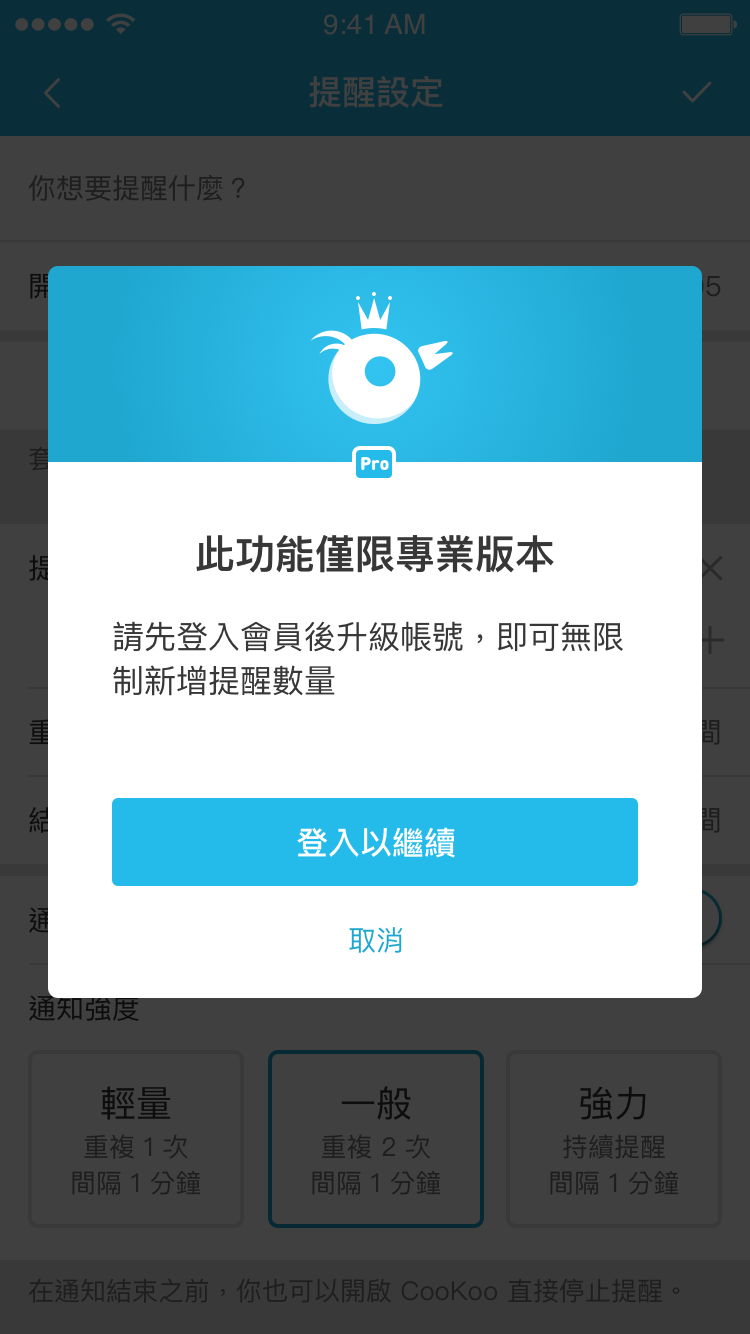 9:41 AM
提醒設定
你想要提醒什麼？
開
05
套
Pro
此功能僅限專業版本
提
請先登入會員後升級帳號，即可無限
制新增提醒數量
重
間
結
間
登入以繼續
通
取消
通知強度
輕量
重複 1 次
間隔 1 分鐘
一般
重複 2 次
間隔 1 分鐘
強力
持續提醒
間隔 1 分鐘
在通知結束之前，你也可以開啟 CooKoo 直接停止提醒。